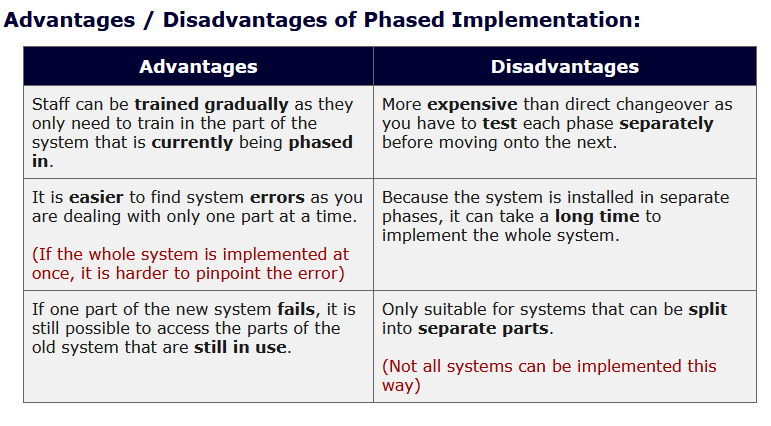 Advantages / Disadvantages of Phased Implementation:
Advantages
Disadvantages
Staff can be trained gradually as they
only need to train in the part of the
system that is currently being phased
in.
More expensive than direct changeover as
you have to test each phase separately
before moving onto the next.
It is easier to find system errors as you
are dealing with only one part at a time.
(If the whole system is implemented at
once, it is harder to pinpoint the error)
Because the system is installed in separate
phases, it can take a long time to
implement the whole system.
If one part of the new system fails, it is
still possible to access the parts of the
old system that are still in use.
Only suitable for systems that can be split
into separate parts.
(Not all systems can be implemented this
way)